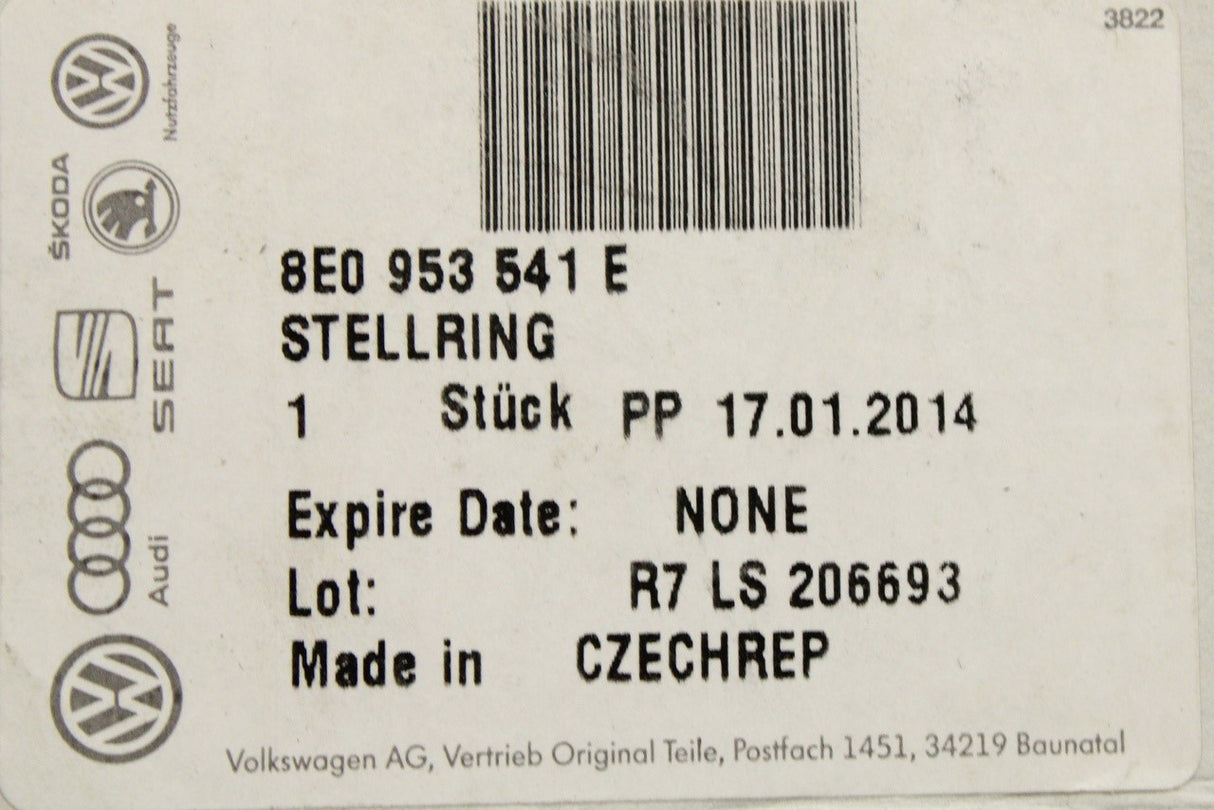 3822
Nutzfahrzeuge
ŠKODA
SEAT
Audi
8E0 953 541 E
STELLRING
1 Stück PP 17.01.2014
Expire Date: NONE
Lot: R7 LS 206693
Made in CZECHREP
Volkswagen AG, Vertrieb Original Teile, Postfach 1451, 34219 Baunatal